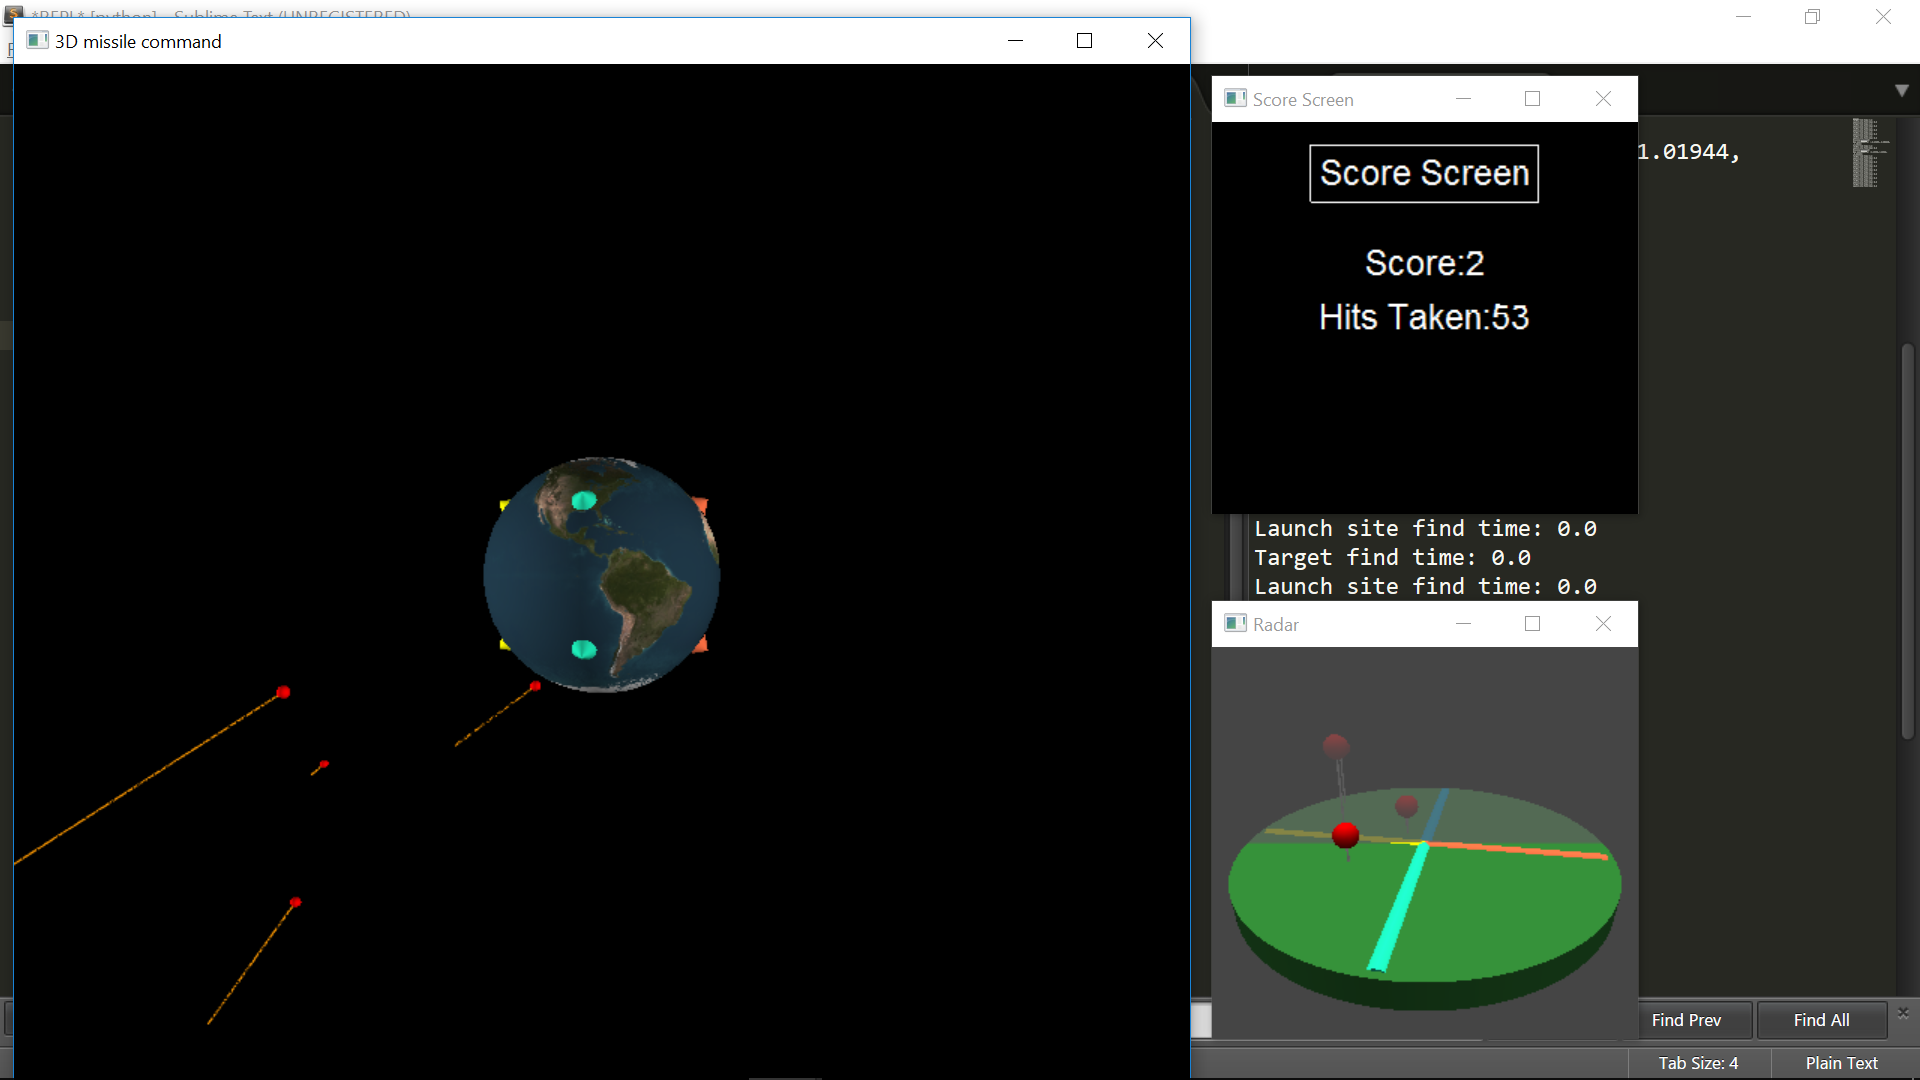 *REPL* [python] - Sublime Text (UNREGISTERED)
3D missile command
Score Screen
1.01944,
Score Screen
Score:2
Hits Taken:53
Launch site find time: 0.0
Target find time: 0.0
Launch site find time: 0.0
Radar
Find Prev
Find All
Tab Size: 4
Plain Text